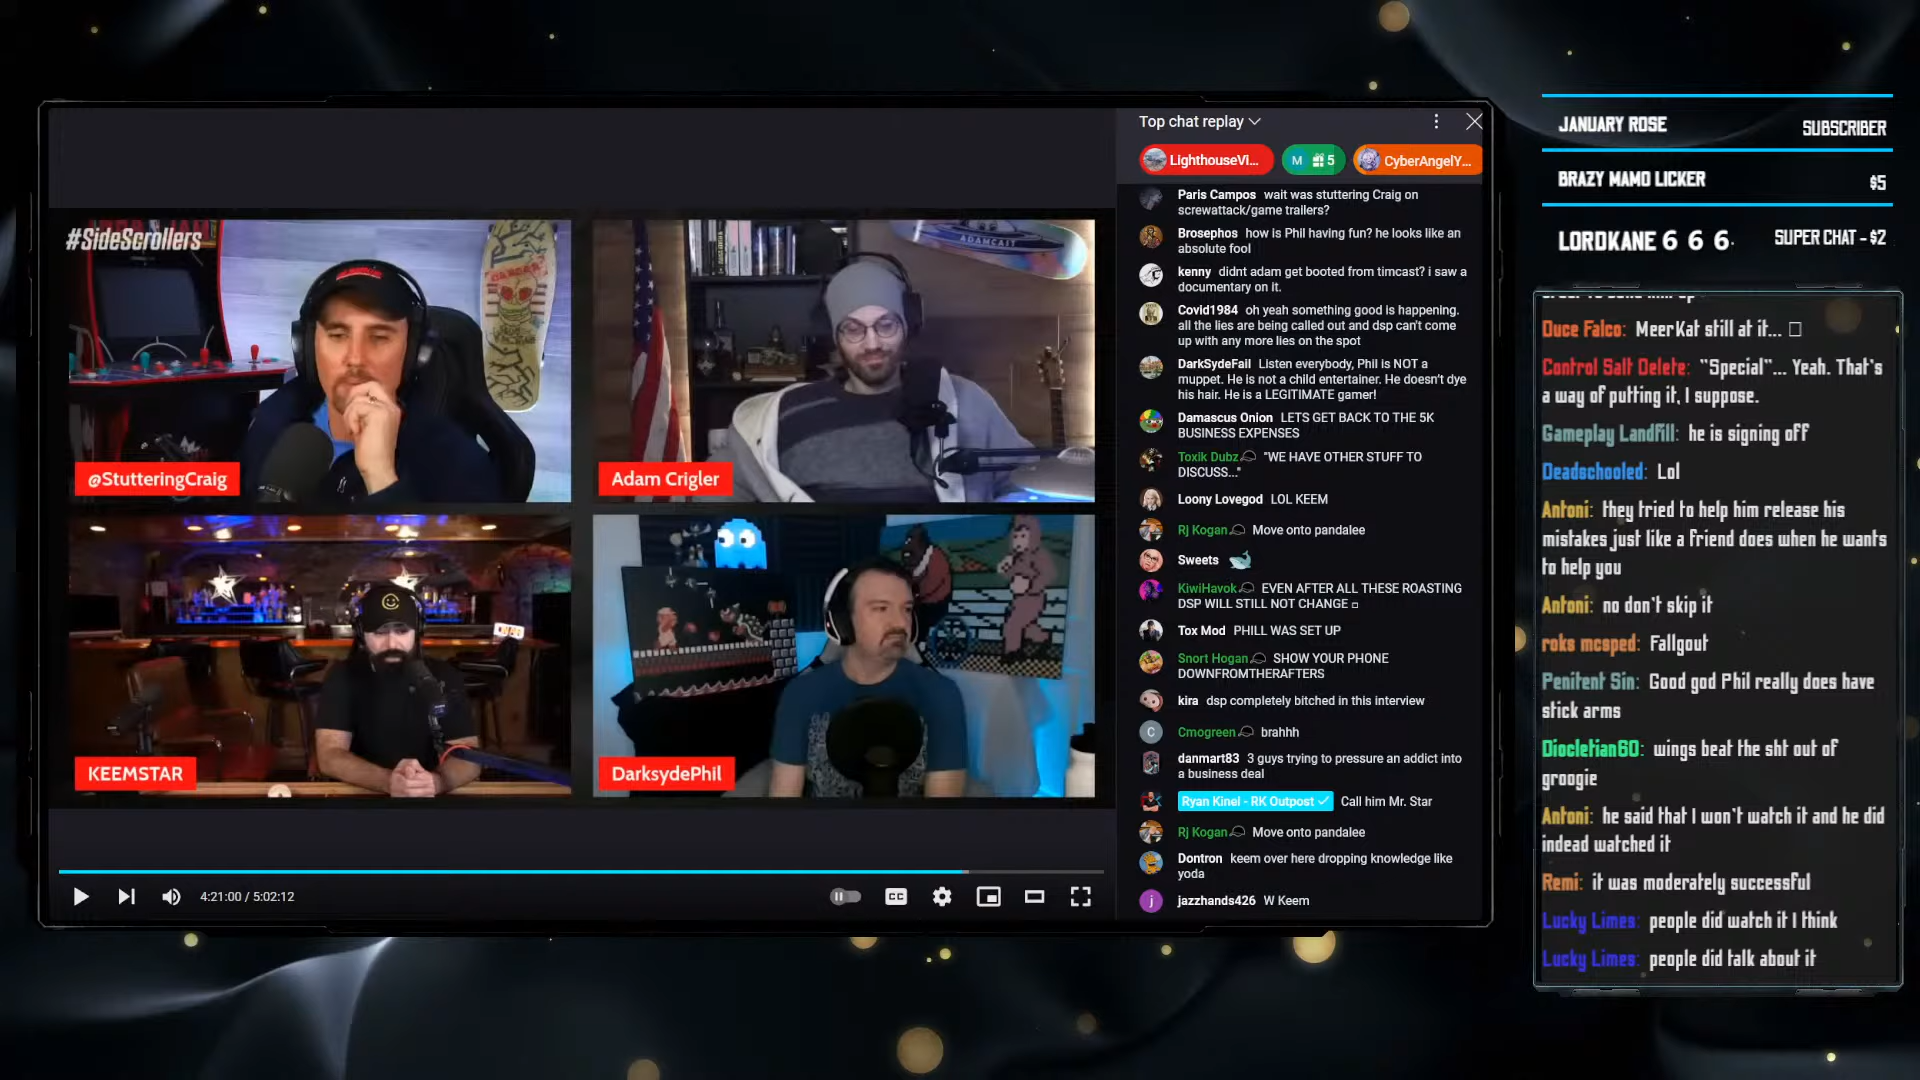 #SideScrollers
@StutteringCraig
ADAMCAST
Adam Crigler
ON AIR
KEEMSTAR
DarksydePhil
4:21:00 / 5:02:12
CC
Top chat replay
LighthouseVi...
M 5
CyberAngelY...
Paris Campos wait was stuttering Craig on
screwattack/game trailers?
Brosephos how is Phil having fun? he looks like an
absolute fool
kenny didnt adam get booted from timcast? i saw a
documentary on it.
Covid1984 oh yeah something good is happening.
all the lies are being called out and dsp can't come
up with any more lies on the spot
DarkSydeFail Listen everybody, Phil is NOT a
muppet. He is not a child entertainer. He doesn't dye
his hair. He is a LEGITIMATE gamer!
Damascus Onion LETS GET BACK TO THE 5K
BUSINESS EXPENSES
Toxik Dubz "WE HAVE OTHER STUFF TO
DISCUSS..."
Loony Lovegod LOL KEEM
Rj Kogan Move onto pandalee
Sweets
KiwiHavok EVEN AFTER ALL THESE ROASTING
DSP WILL STILL NOT CHANGE
Tox Mod PHILL WAS SET UP
Snort Hogan SHOW YOUR PHONE
DOWNFROMTHERAFTERS
kira dsp completely bitched in this interview
C Cmogreen brahhh
danmart83 3 guys trying to pressure an addict into
a business deal
Ryan Kinel - RK Outpost Call him Mr. Star
Rj Kogan Move onto pandalee
Dontron keem over here dropping knowledge like
yoda
j jazzhands426 W Keem
JANUARY ROSE SUBSCRIBER
BRAZY MAMO LICKER $5
LORDKANE 6 6 6. SUPER CHAT - $2
Duce Falco: MeerKat still at it...
Control Salt Delete: "Special"... Yeah. That's
a way of putting it, I suppose.
Gameplay Landfill: he is signing off
Deadschooled: Lol
Antoni: they tried to help him release his
mistakes just like a friend does when he wants
to help you
Antoni: no don't skip it
roks mcsped: Fallgout
Penitent Sin: Good god Phil really does have
stick arms
Diocletian60: wings beat the sht out of
groogie
Antoni: he said that I won't watch it and he did
indead watched it
Remi: it was moderately successful
Lucky Limes: people did watch it I think
Lucky Limes: people did talk about it